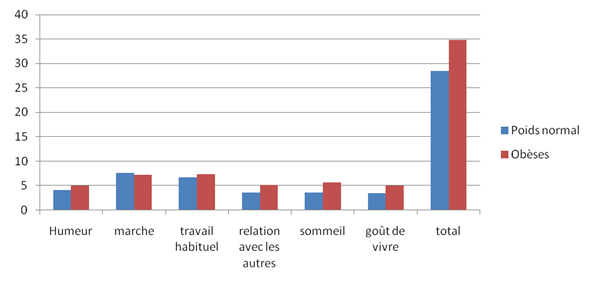 40
35
30
25
20
15
10
5
0
Humeur
marche
travail
habituel
relation
avec les
autres
sommeil
goût de
vivre
total
Poids normal
Obèses